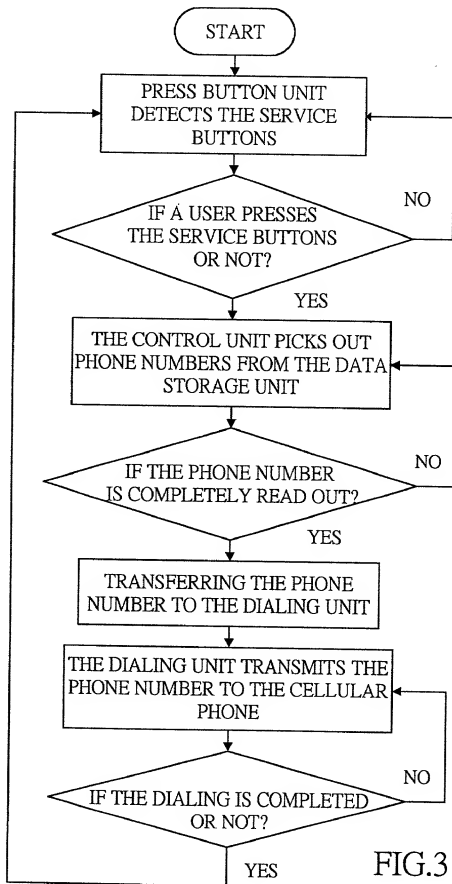 START
PRESS BUTTON UNIT
DETECTS THE SERVICE
BUTTONS
IF A USER PRESSES
THE SERVICE BUTTONS
OR NOT?
NO
YES
THE CONTROL UNIT PICKS OUT
PHONE NUMBERS FROM THE DATA
STORAGE UNIT
IF THE PHONE NUMBER
IS COMPLETELY READ OUT?
NO
YES
TRANSFERRING THE PHONE
NUMBER TO THE DIALING UNIT
THE DIALING UNIT TRANSMITS THE
PHONE NUMBER TO THE CELLULAR
PHONE
IF THE DIALING IS COMPLETED
OR NOT?
NO
YES
FIG.3